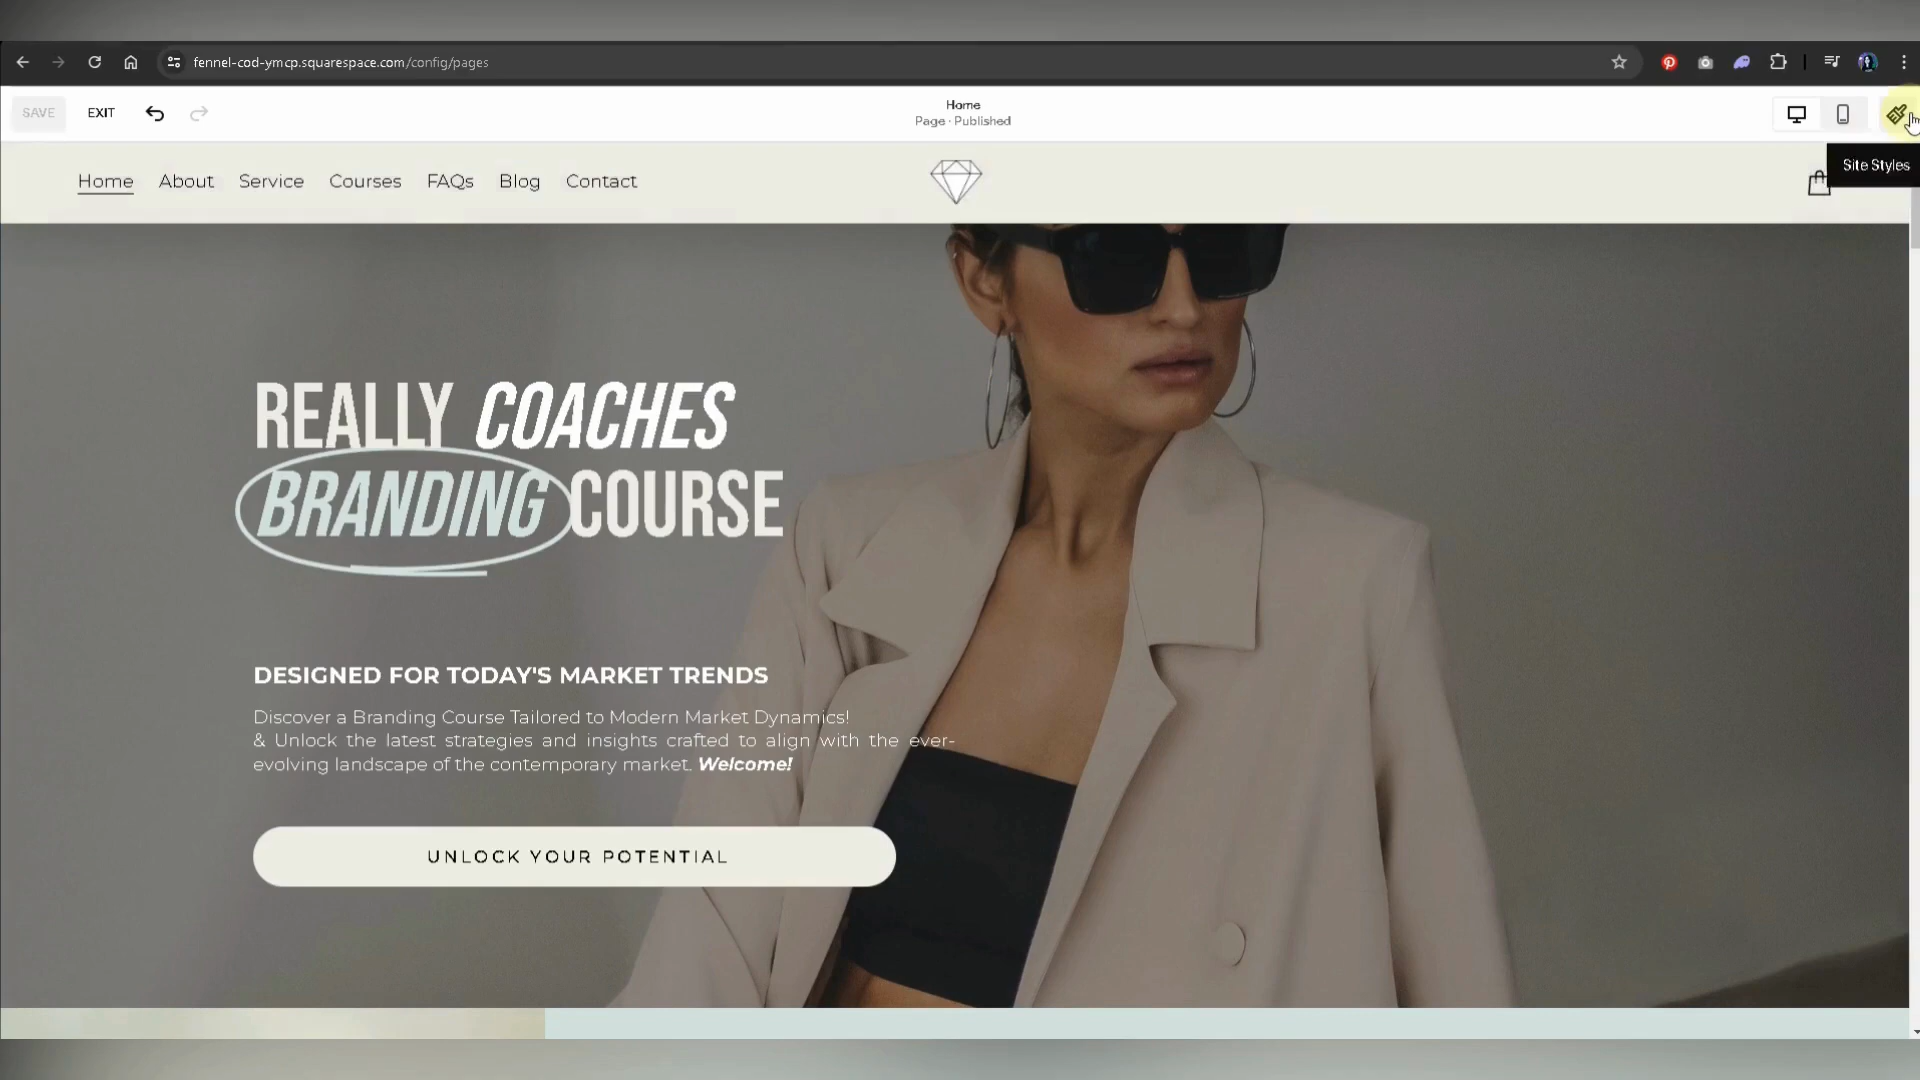 fennel-cod-ymcp.squarespace.com/config/pages
SAVE
EXIT
Home
Page · Published
Site Styles
Home
About
Service
Courses
FAQs
Blog
Contact
REALLY COACHES
BRANDING COURSE
DESIGNED FOR TODAY'S MARKET TRENDS
Discover a Branding Course Tailored to Modern Market Dynamics!
& Unlock the latest strategies and insights crafted to align with the ever-
evolving landscape of the contemporary market. Welcome!
UNLOCK YOUR POTENTIAL